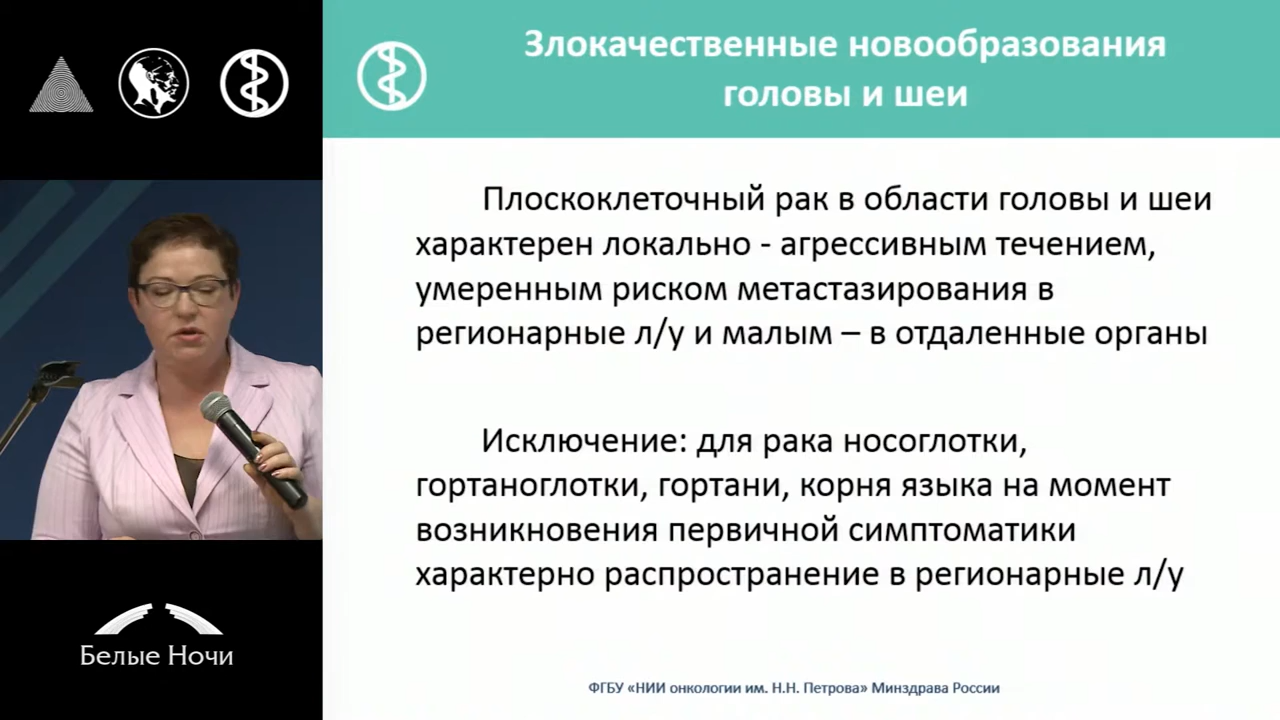 Злокачественные новообразования
головы и шеи
Плоскоклеточный рак в области головы и шеи
характерен локально - агрессивным течением,
умеренным риском метастазирования в
регионарные л/у и малым – в отдаленные органы
Исключение: для рака носоглотки,
гортаноглотки, гортани, корня языка на момент
возникновения первичной симптоматики
характерно распространение в регионарные л/у
ФГБУ «НИИ онкологии им. Н.Н. Петрова» Минздрава России
Белые Ночи